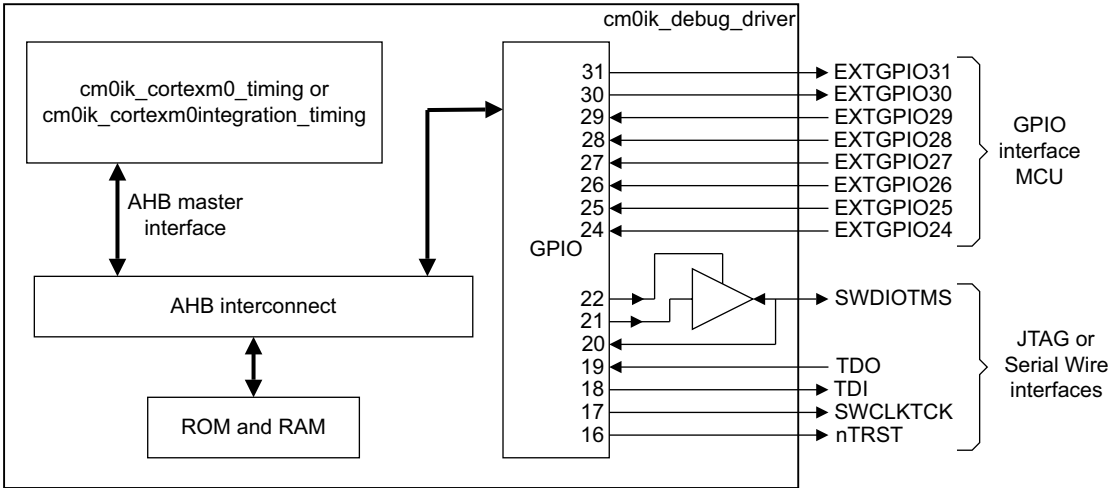 cm0ik_debug_driver
cm0ik_cortexm0_timing or
cm0ik_cortexm0integration_timing
AHB master
interface
AHB interconnect
ROM and RAM
GPIO
31
30
29
28
27
26
25
24
22
21
20
19
18
17
16
EXTGPIO31
EXTGPIO30
EXTGPIO29
EXTGPIO28
EXTGPIO27
EXTGPIO26
EXTGPIO25
EXTGPIO24
SWDIOTMS
TDO
TDI
SWCLKTCK
nTRST
GPIO
interface
MCU
JTAG or
Serial Wire
interfaces